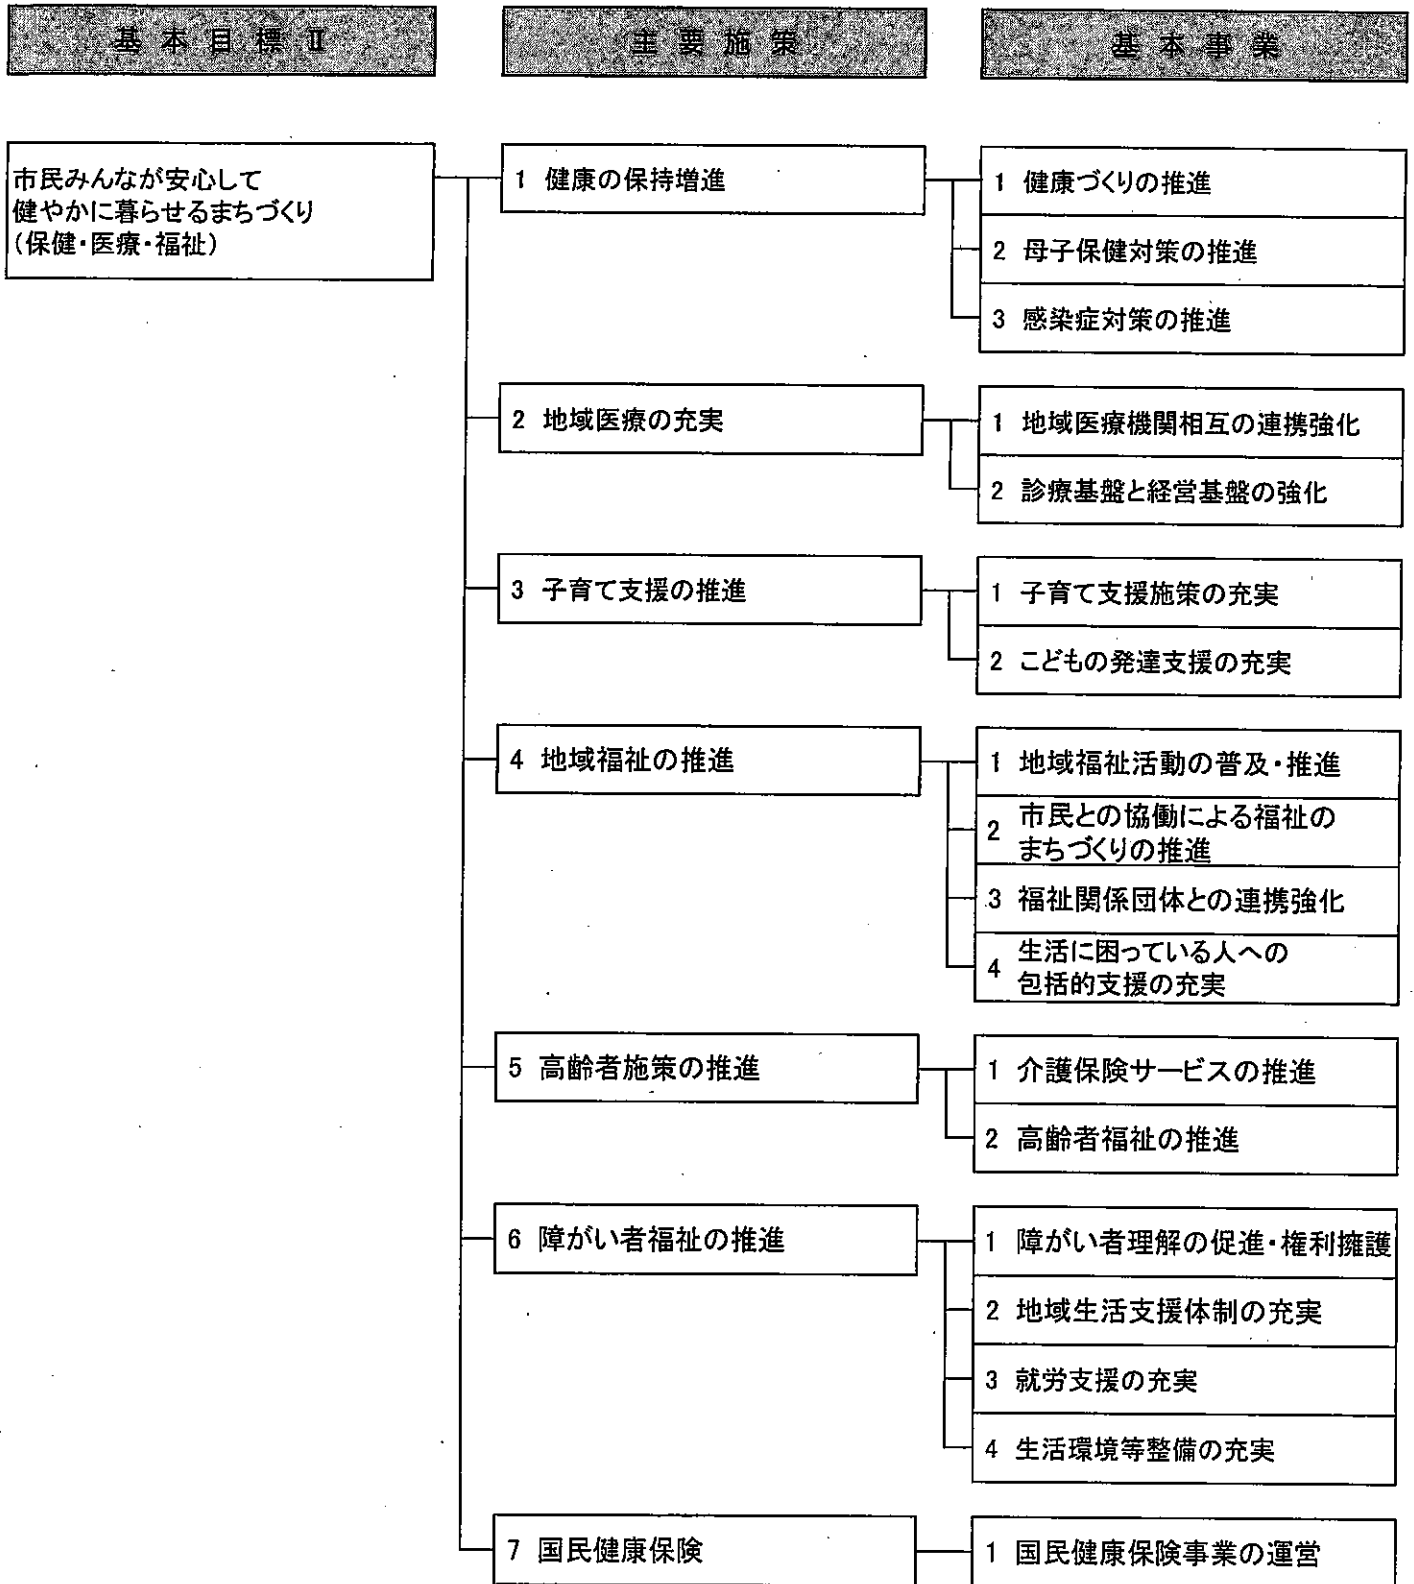 基本目標Ⅱ
主要施策
基本事業
市民みんなが安心して
健やかに暮らせるまちづくり
(保健・医療・福祉)
1 健康の保持増進
1 健康づくりの推進
2 母子保健対策の推進
3 感染症対策の推進
2 地域医療の充実
1 地域医療機関相互の連携強化
2 診療基盤と経営基盤の強化
3 子育て支援の推進
1 子育て支援施策の充実
2 こどもの発達支援の充実
4 地域福祉の推進
1 地域福祉活動の普及・推進
2 市民との協働による福祉の
まちづくりの推進
3 福祉関係団体との連携強化
4 生活に困っている人への
包括的支援の充実
5 高齢者施策の推進
1 介護保険サービスの推進
2 高齢者福祉の推進
6 障がい者福祉の推進
1 障がい者理解の促進・権利擁護
2 地域生活支援体制の充実
3 就労支援の充実
4 生活環境等整備の充実
7 国民健康保険
1 国民健康保険事業の運営